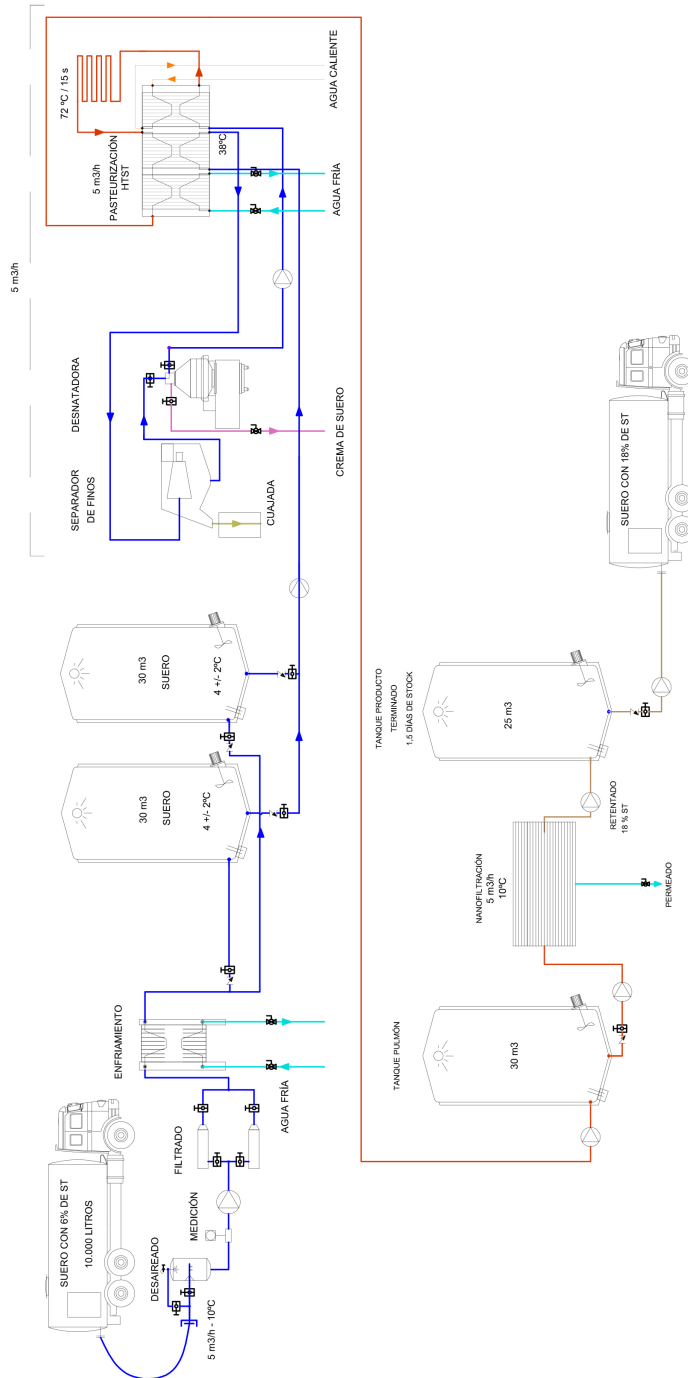 SUERO CON 6% DE ST
10.000 LITROS
5 m3/h - 10ºC
DESAIREADO
MEDICIÓN
FILTRADO
AGUA FRÍA
ENFRIAMIENTO
30 m3
SUERO
4 +/- 2ºC
30 m3
SUERO
4 +/- 2ºC
5 m3/h
SEPARADOR
DE FINOS
CUAJADA
DESNATADORA
CREMA DE SUERO
5 m3/h
PASTEURIZACIÓN
HTST
38ºC
72 ºC / 15 s
AGUA FRÍA
AGUA CALIENTE
TANQUE PULMÓN
30 m3
NANOFILTRACIÓN
5 m3/h
10ºC
PERMEADO
RETENTADO
18 % ST
TANQUE PRODUCTO
TERMINADO
1,5 DÍAS DE STOCK
25 m3
SUERO CON 18% DE ST